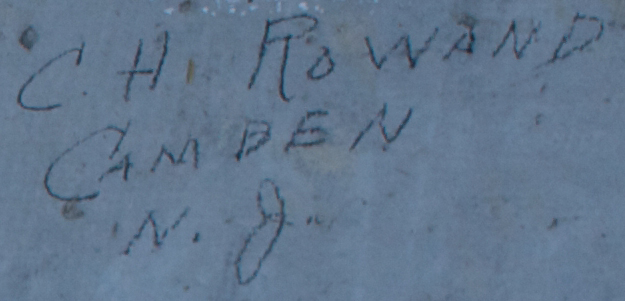 C. H. ROWAND
CAMDEN
N. J.